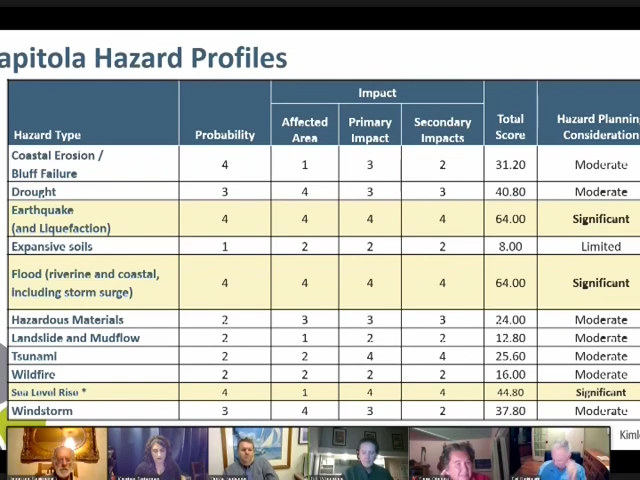 apitola Hazard Profiles
Impact
Hazard Type Probability Affected Area Primary Impact Secondary Impacts Total Score Hazard Plannin Consideration
Coastal Erosion / Bluff Failure 4 1 3 2 31.20 Moderate
Drought 3 4 3 3 40.80 Moderate
Earthquake (and Liquefaction) 4 4 4 4 64.00 Significant
Expansive soils 1 2 2 2 8.00 Limited
Flood (riverine and coastal, including storm surge) 4 4 4 4 64.00 Significant
Hazardous Materials 2 3 3 3 24.00 Moderate
Landslide and Mudflow 2 1 2 2 12.80 Moderate
Tsunami 2 2 4 4 25.60 Moderate
Wildfire 2 2 2 2 16.00 Moderate
Sea Level Rise * 4 1 4 4 44.80 Significant
Windstorm 3 4 3 2 37.80 Moderate
Kiml